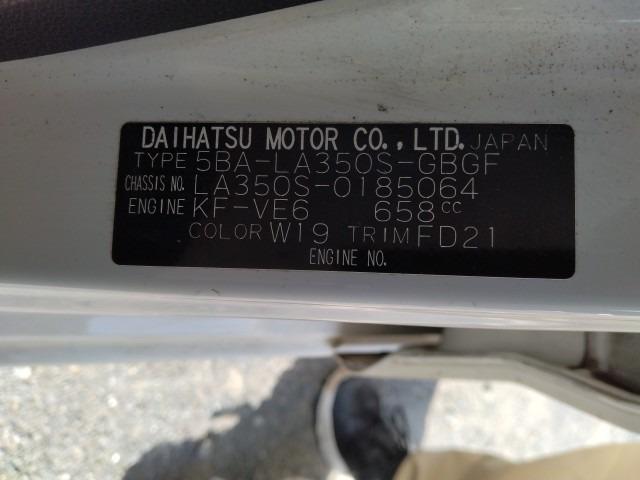 DAIHATSU MOTOR CO., LTD. JAPAN
TYPE 5BA-LA350S-GBGF
CHASSIS NO. LA350S-0185064
ENGINE KF-VE6 658cc
COLOR W19 TRIM FD21
ENGINE NO.